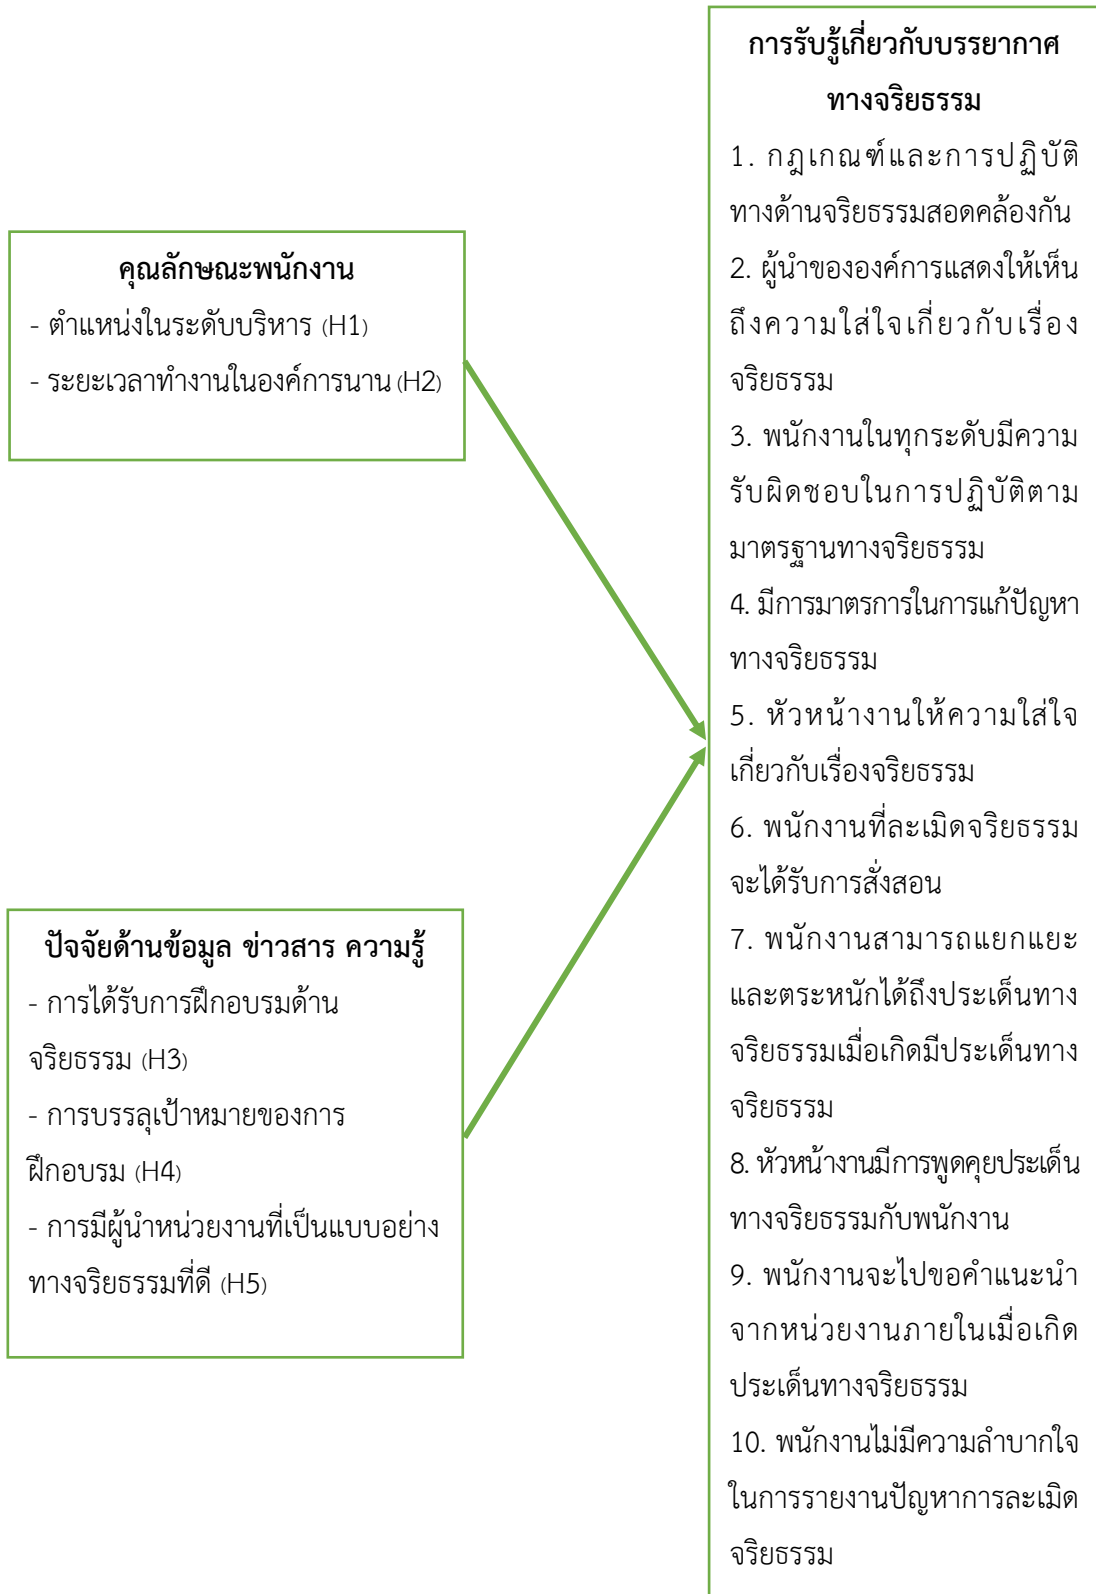 คุณลักษณะพนักงาน
- ตำแหน่งในระดับบริหาร (H1)
- ระยะเวลาทำงานในองค์การนาน (H2)
ปัจจัยด้านข้อมูล ข่าวสาร ความรู้
- การได้รับการฝึกอบรมด้าน
จริยธรรม (H3)
- การบรรลุเป้าหมายของการ
ฝึกอบรม (H4)
- การมีผู้นำหน่วยงานที่เป็นแบบอย่าง
ทางจริยธรรมที่ดี (H5)
การรับรู้เกี่ยวกับบรรยากาศ
ทางจริยธรรม
1. กฎเกณฑ์และการปฏิบัติ
ทางด้านจริยธรรมสอดคล้องกัน
2. ผู้นำขององค์การแสดงให้เห็น
ถึงความใส่ใจเกี่ยวกับเรื่อง
จริยธรรม
3. พนักงานในทุกระดับมีความ
รับผิดชอบในการปฏิบัติตาม
มาตรฐานทางจริยธรรม
4. มีการมาตรการในการแก้ปัญหา
ทางจริยธรรม
5. หัวหน้างานให้ความใส่ใจ
เกี่ยวกับเรื่องจริยธรรม
6. พนักงานที่ละเมิดจริยธรรม
จะได้รับการสั่งสอน
7. พนักงานสามารถแยกแยะ
และตระหนักได้ถึงประเด็นทาง
จริยธรรมเมื่อเกิดมีประเด็นทาง
จริยธรรม
8. หัวหน้างานมีการพูดคุยประเด็น
ทางจริยธรรมกับพนักงาน
9. พนักงานจะไปขอคำแนะนำ
จากหน่วยงานภายในเมื่อเกิด
ประเด็นทางจริยธรรม
10. พนักงานไม่มีความลำบากใจ
ในการรายงานปัญหาการละเมิด
จริยธรรม